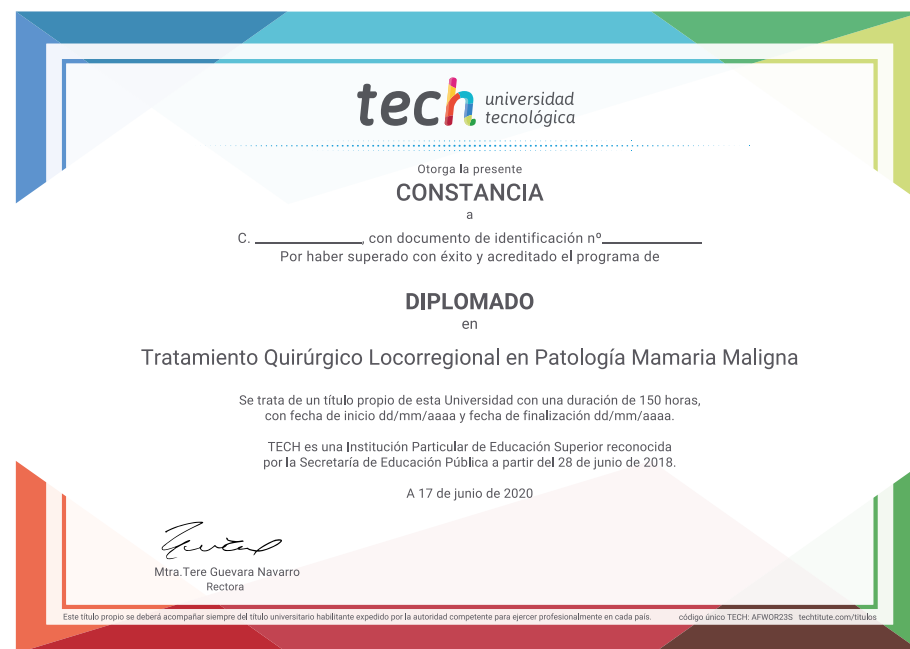 tech universidad
tecnológica
Otorga la presente
CONSTANCIA
a
C. ____________, con documento de identificación nº___________
Por haber superado con éxito y acreditado el programa de
DIPLOMADO
en
Tratamiento Quirúrgico Locorregional en Patología Mamaria Maligna
Se trata de un título propio de esta Universidad con una duración de 150 horas,
con fecha de inicio dd/mm/aaaa y fecha de finalización dd/mm/aaaa.
TECH es una Institución Particular de Educación Superior reconocida
por la Secretaría de Educación Pública a partir del 28 de junio de 2018.
A 17 de junio de 2020
Mtra.Tere Guevara Navarro
Rectora
Este título propio se deberá acompañar siempre del título universitario habilitante expedido por la autoridad competente para ejercer profesionalmente en cada país. código único TECH: AFWOR23S techtitute.com/titulos